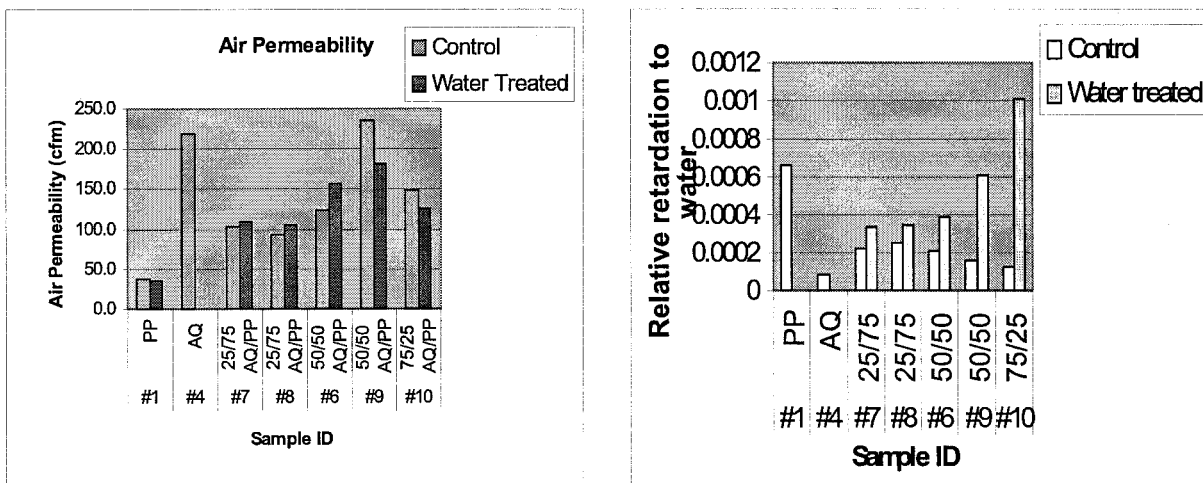 Air Permeability
Control
Water Treated
Air Permeability (cfm)
250.0
200.0
150.0
100.0
50.0
0.0
PP
AQ
25/75 AQ/PP
25/75 AQ/PP
50/50 AQ/PP
50/50 AQ/PP
75/25 AQ/PP
#1 #4 #7 #8 #6 #9 #10
Sample ID
Control
Water treated
Relative retardation to
water
0.0012
0.001
0.0008
0.0006
0.0004
0.0002
0
PP
AQ
25/75
25/75
50/50
50/50
75/25
#1 #4 #7 #8 #6 #9 #10
Sample ID